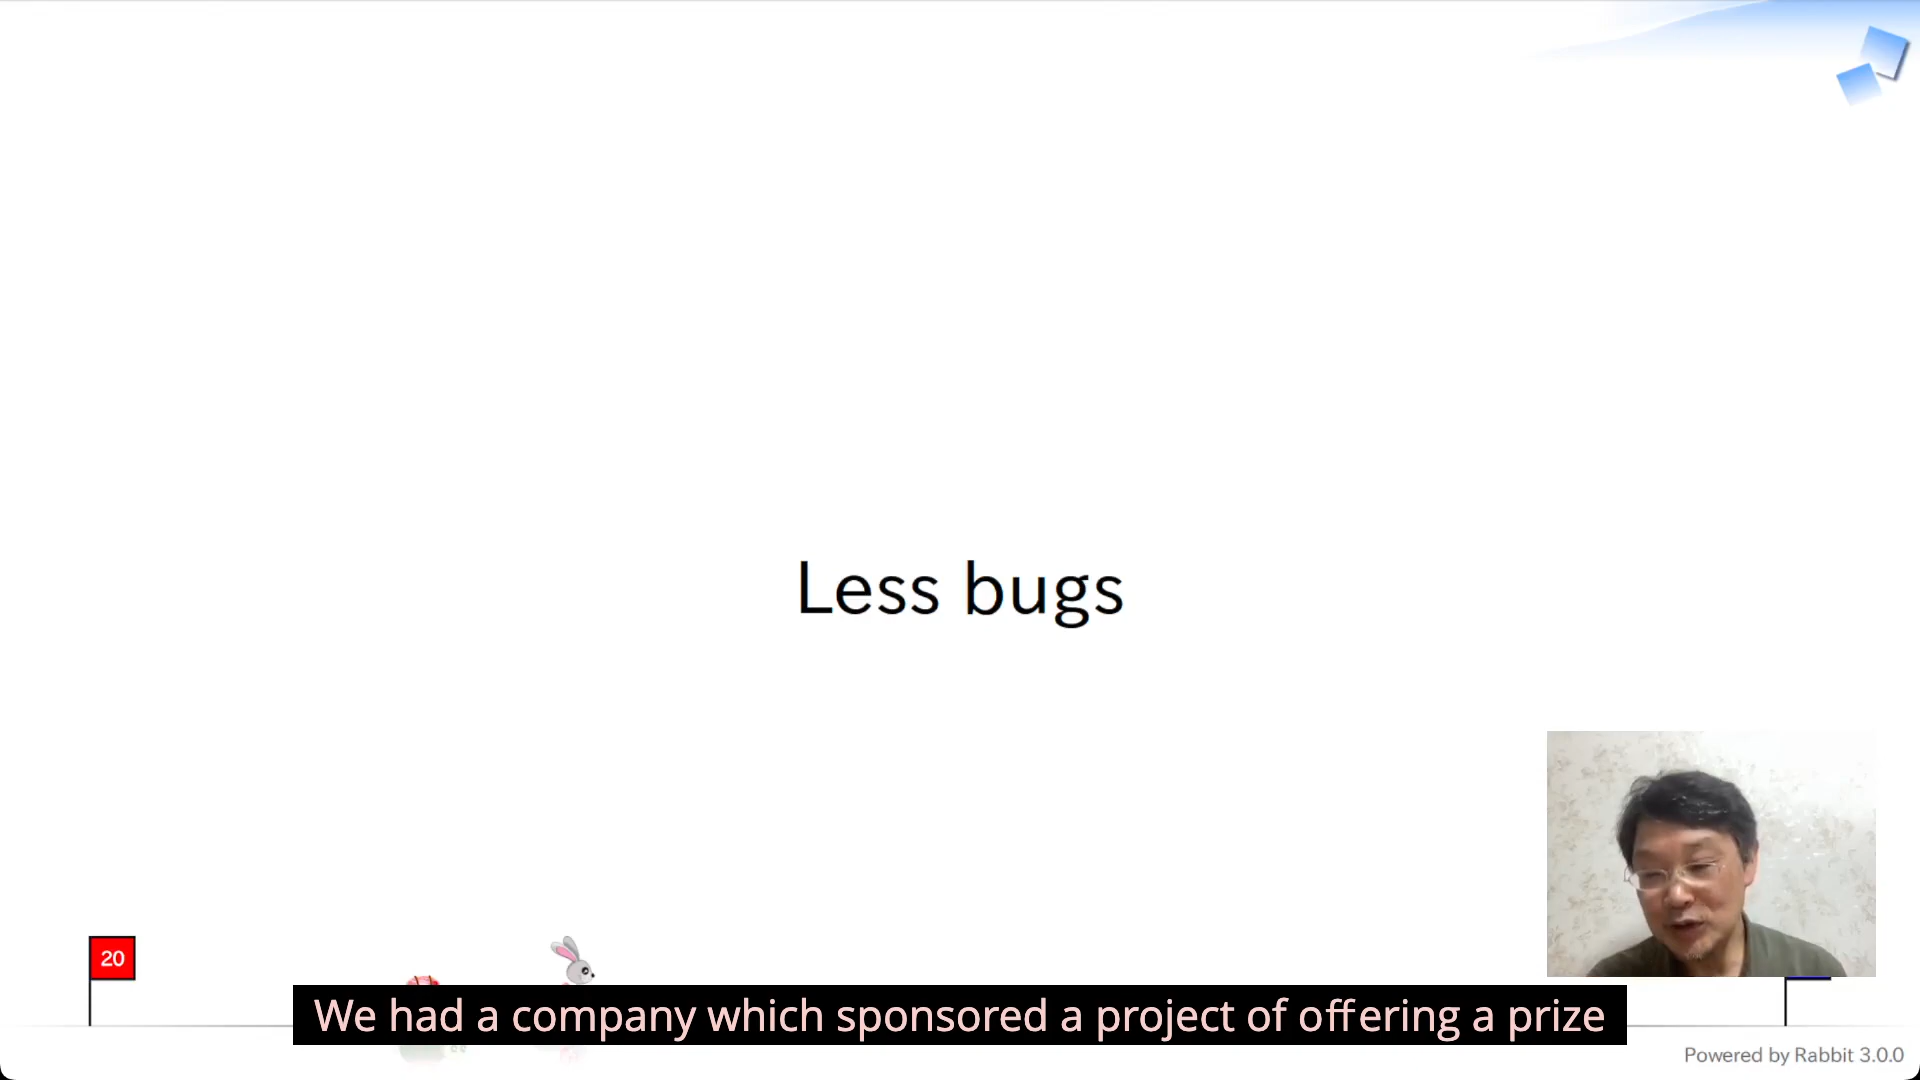 Less bugs
20
We had a company which sponsored a project of offering a prize
Powered by Rabbit 3.0.0